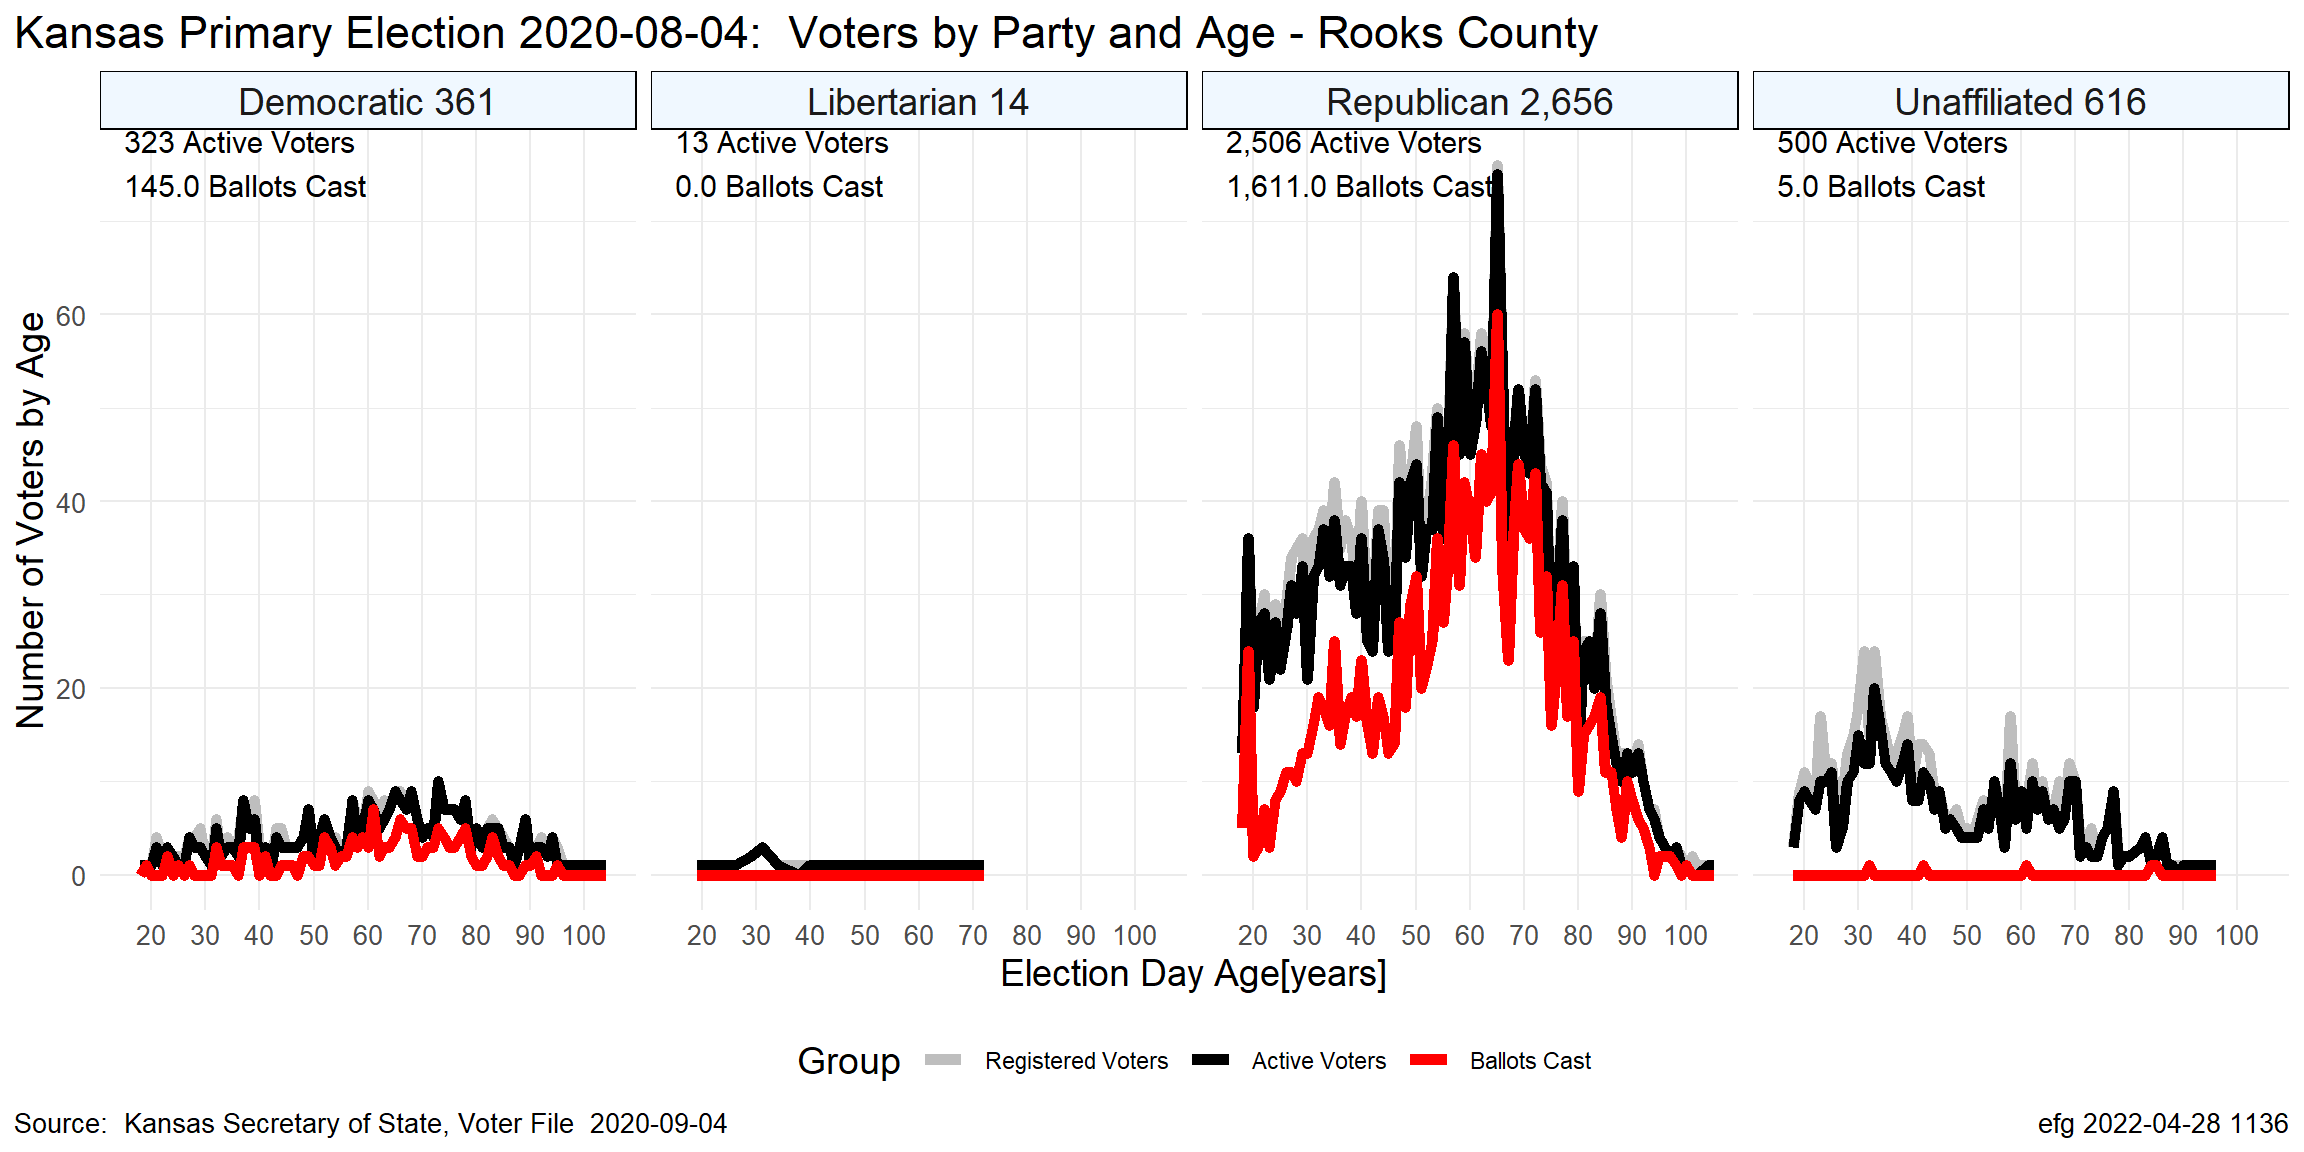 Kansas Primary Election 2020-08-04:  Voters by Party and Age - Rooks County
Democratic 361
Libertarian 14
Republican 2,656
Unaffiliated 616
323 Active Voters
145.0 Ballots Cast
13 Active Voters
0.0 Ballots Cast
2,506 Active Voters
1,611.0 Ballots Cast
500 Active Voters
5.0 Ballots Cast
Number of Voters by Age
60
40
20
0
20 30 40 50 60 70 80 90 100
20 30 40 50 60 70 80 90 100
20 30 40 50 60 70 80 90 100
20 30 40 50 60 70 80 90 100
Election Day Age[years]
Group Registered Voters Active Voters Ballots Cast
Source:  Kansas Secretary of State, Voter File  2020-09-04
efg 2022-04-28 1136